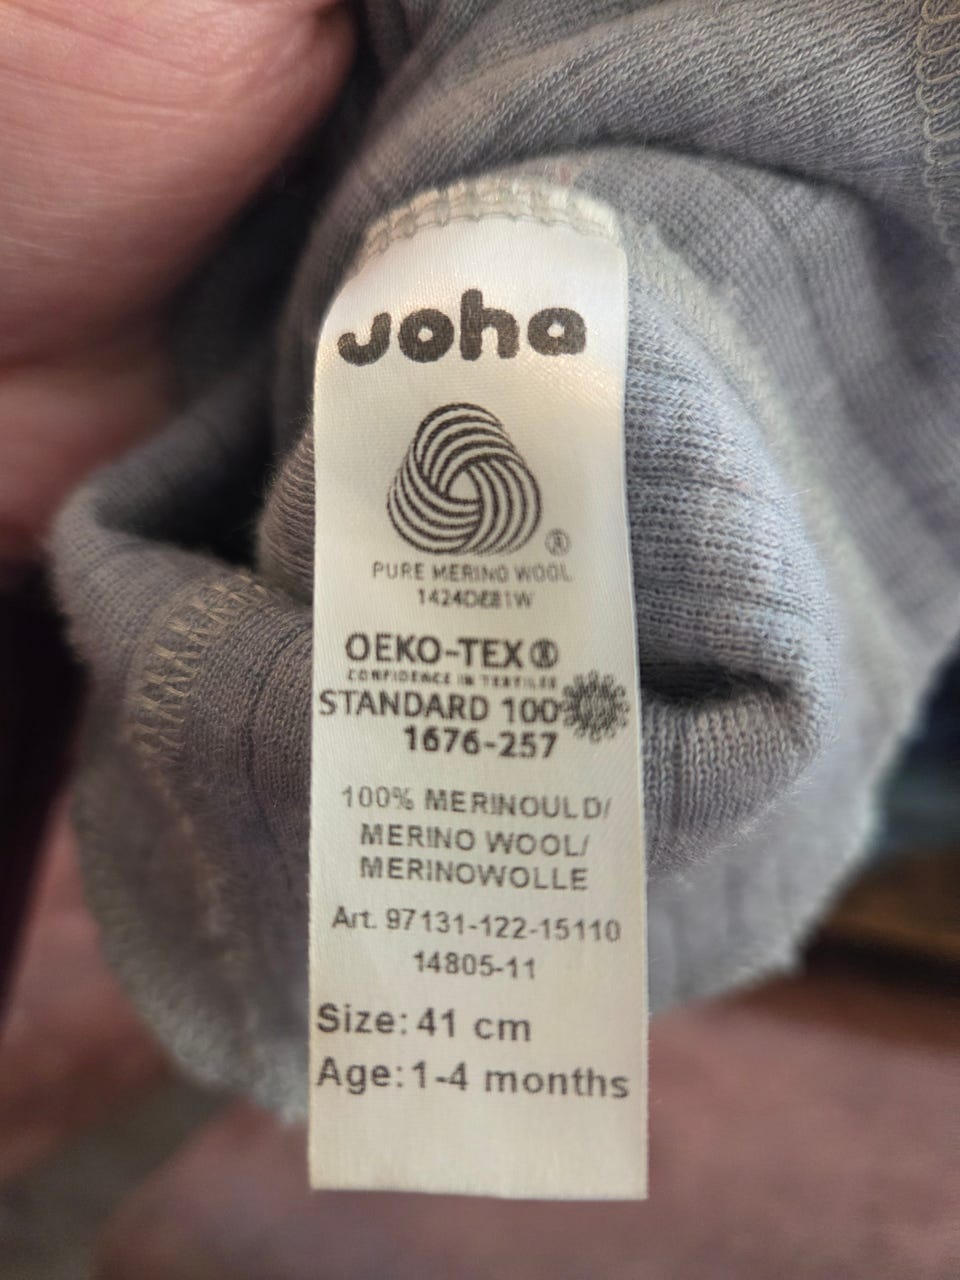 Joha
®
PURE MERINO WOOL
OEKO-TEX®
CONFIDENCE IN TEXTILES
STANDARD 100
1676-257
100% MERINOULD/
MERINO WOOL/
MERINOWOLLE
Art. 97131-122-15110
14805-11
Size: 41 cm
Age: 1-4 months